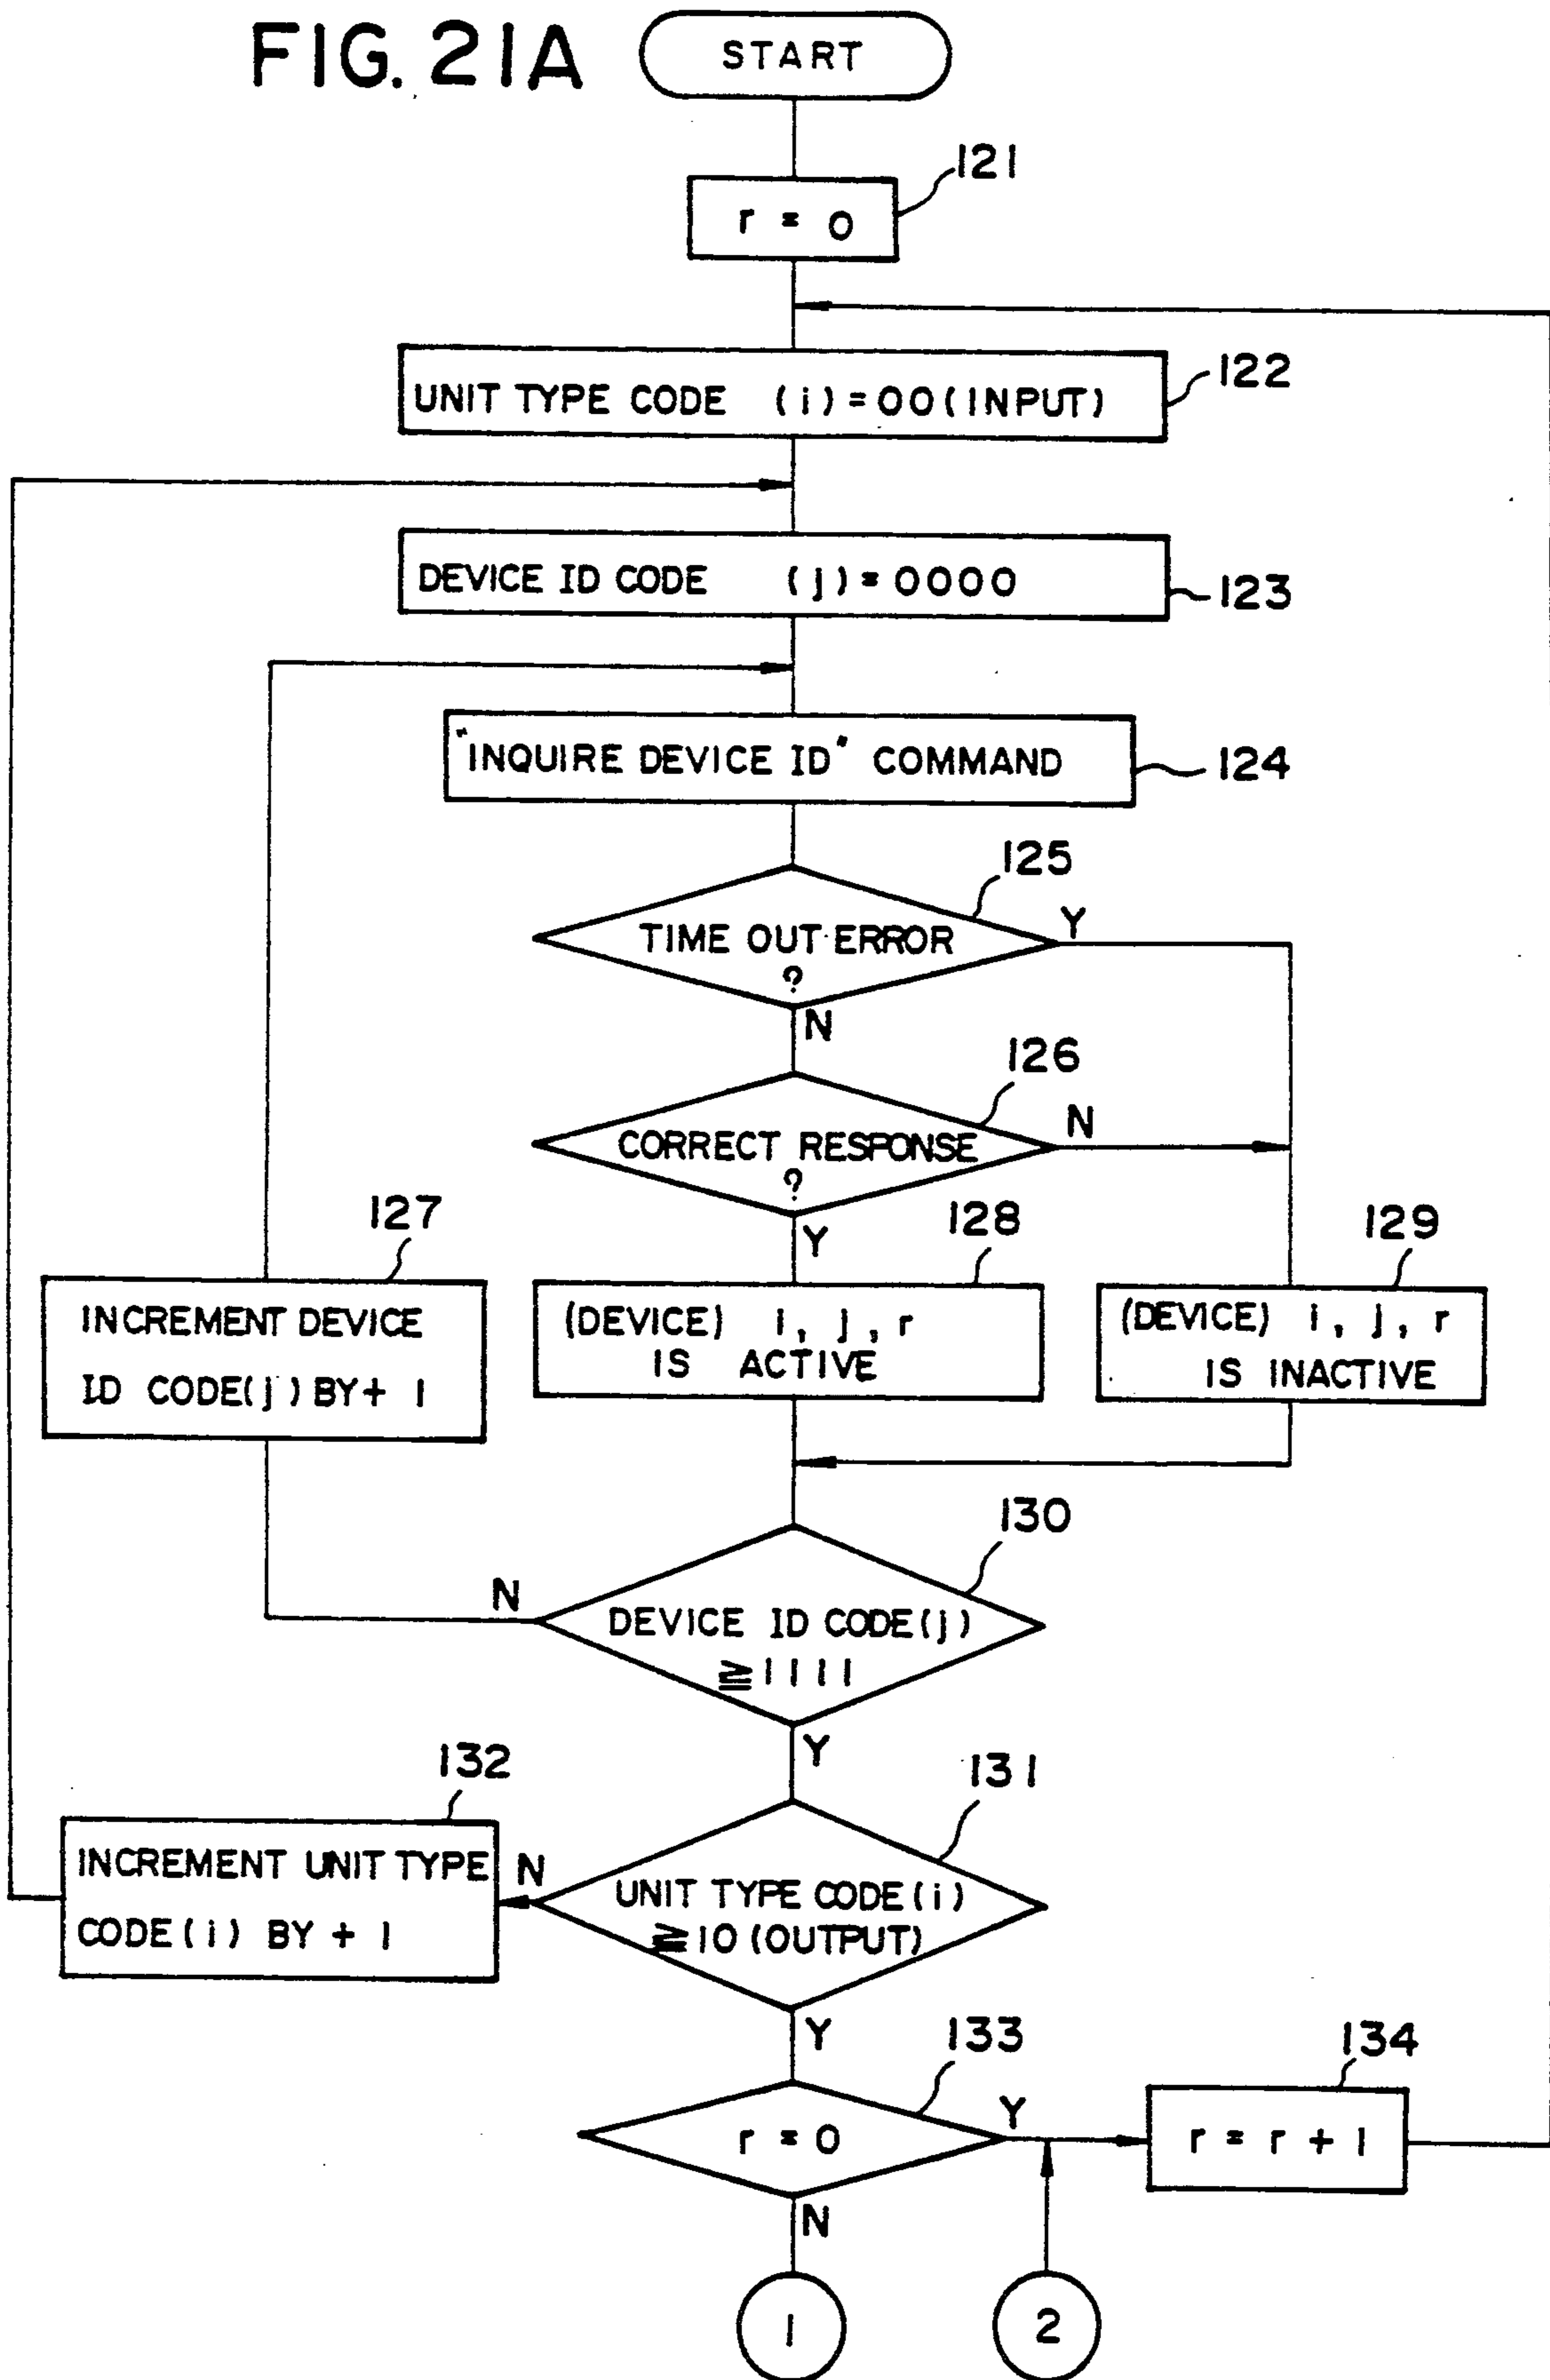 FIG. 21A
START
121
r = 0
122
UNIT TYPE CODE (i)=00(INPUT)
DEVICE ID CODE (j)=0000
123
"INQUIRE DEVICE ID" COMMAND
124
125
TIME OUT ERROR
?
Y
N
126
CORRECT RESPONSE
?
N
Y
127
INCREMENT DEVICE
ID CODE(j) BY + 1
128
(DEVICE) i, j, r
IS ACTIVE
129
(DEVICE) i, j, r
IS INACTIVE
130
N
DEVICE ID CODE(j)
≧1111
Y
132
INCREMENT UNIT TYPE
CODE(i) BY + 1
131
N
UNIT TYPE CODE(i)
≧10(OUTPUT)
Y
133
r = 0
Y
134
r = r + 1
N
1
2